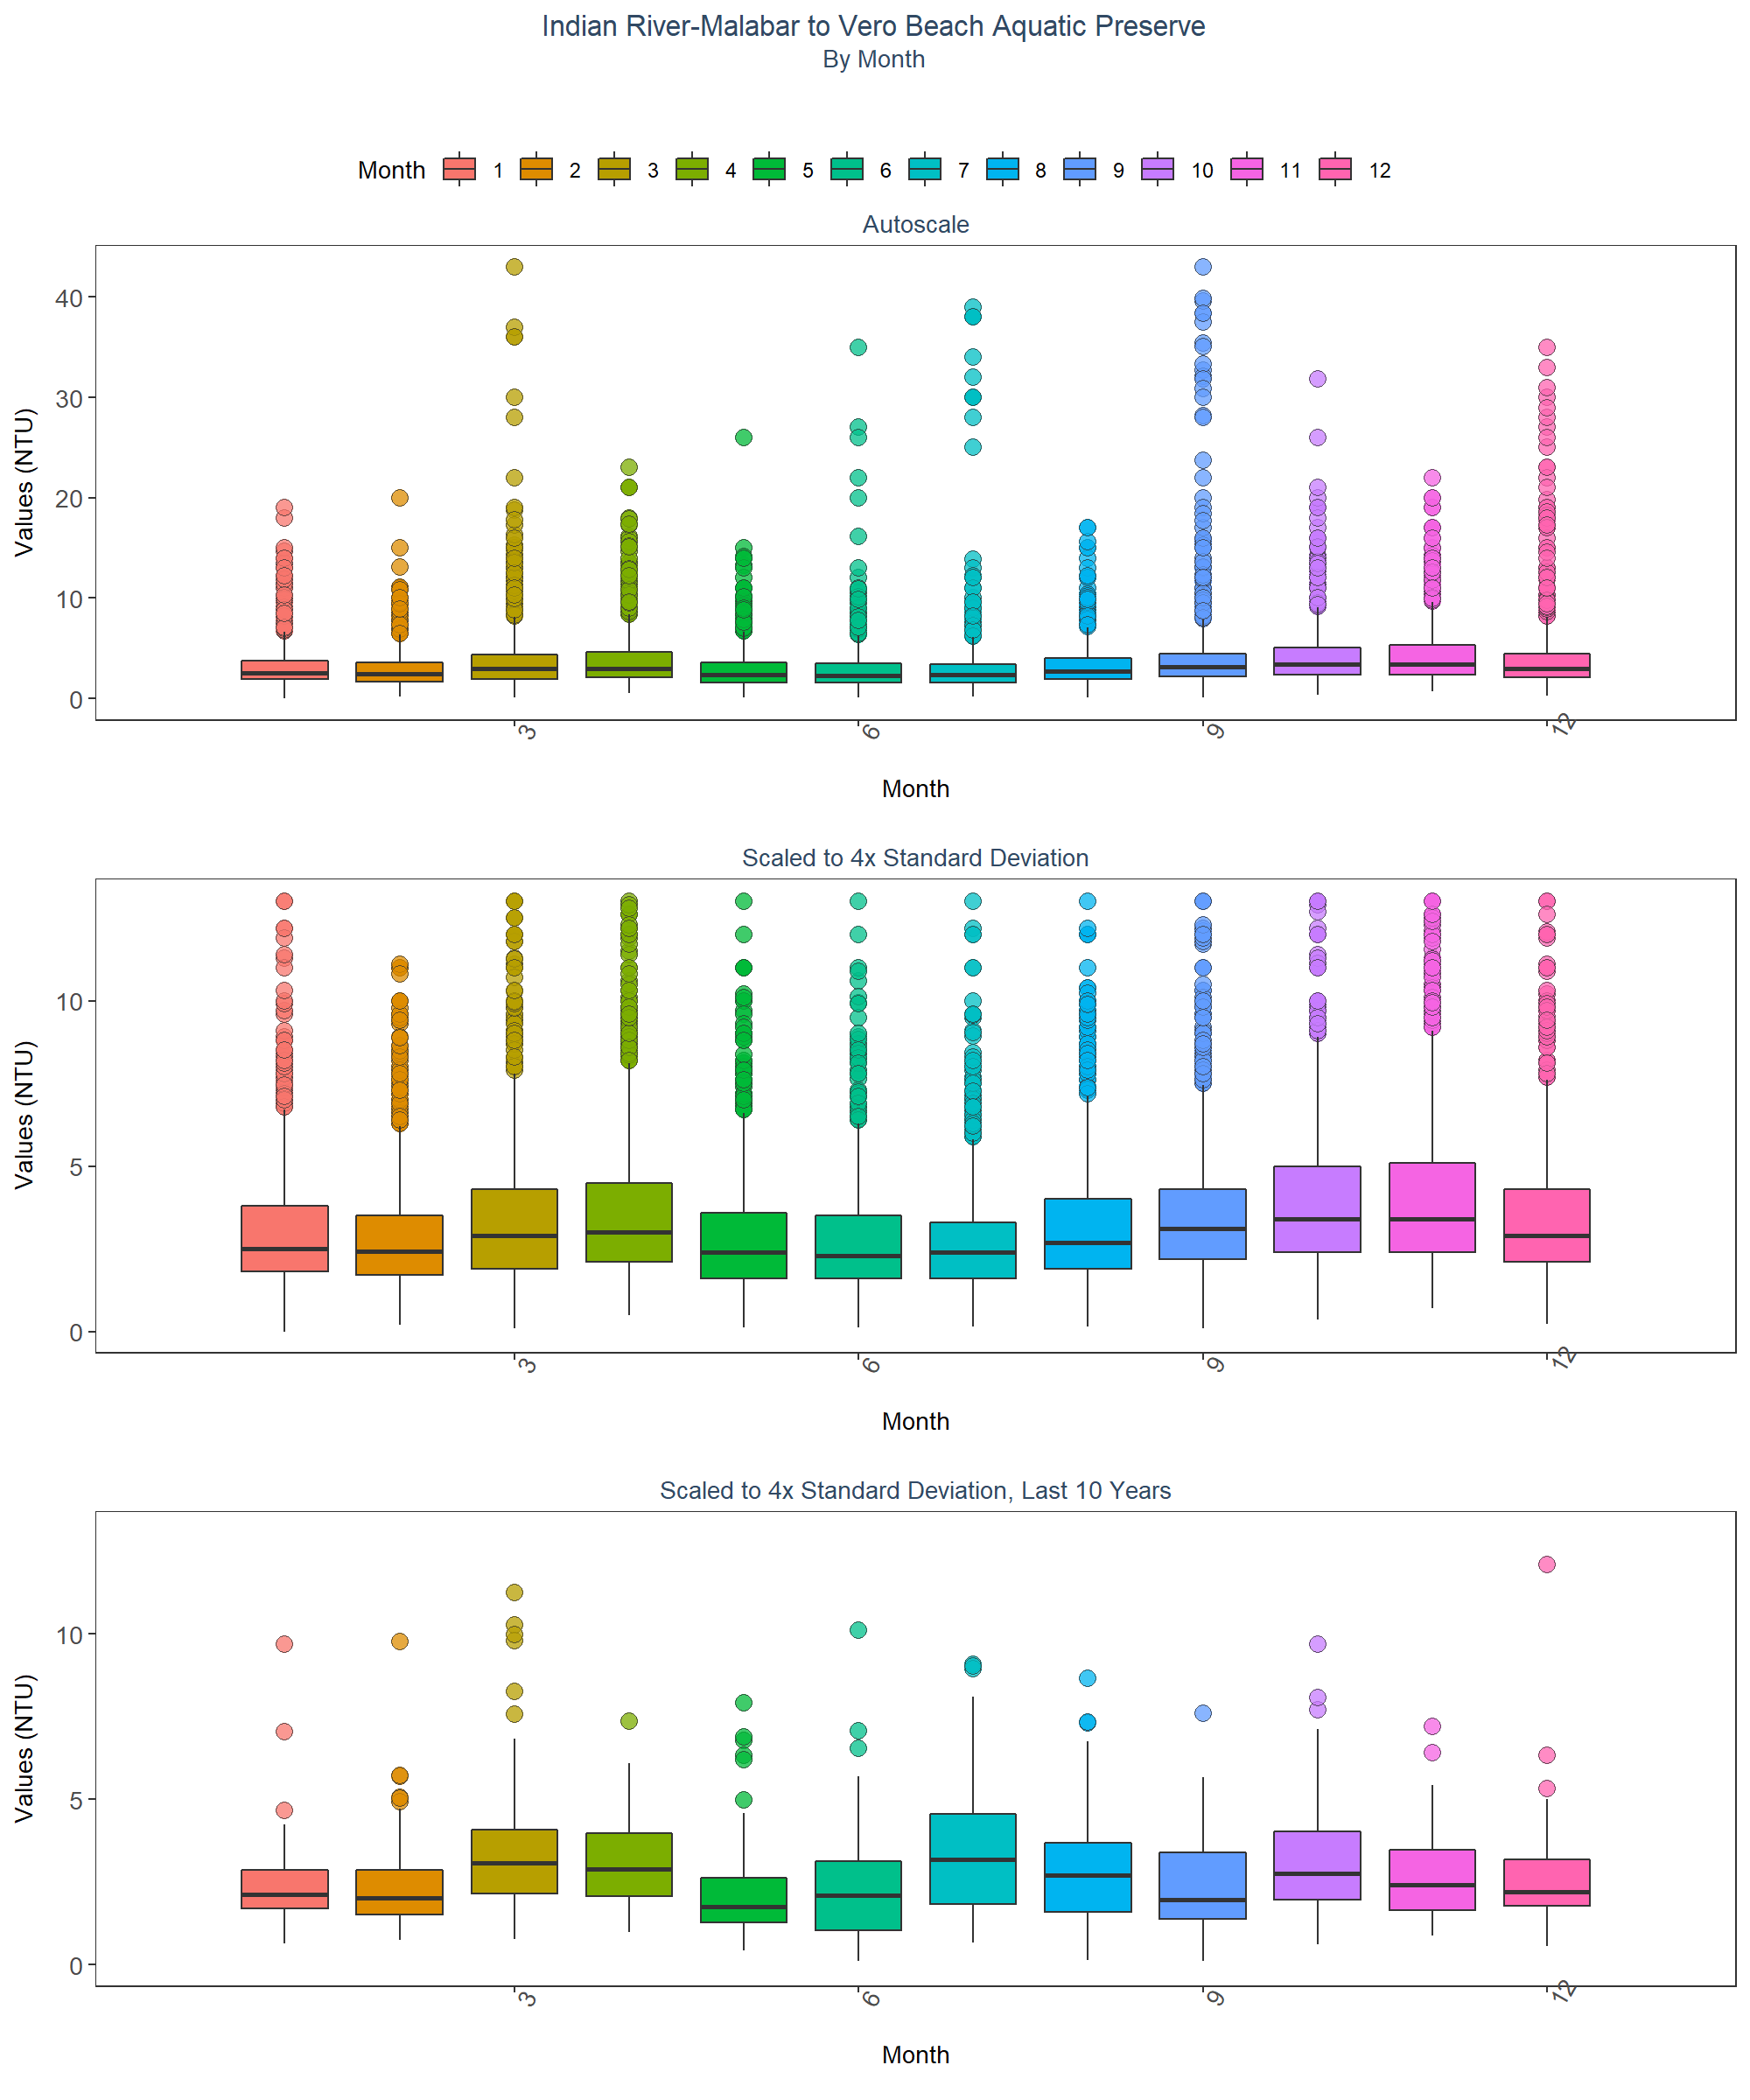 Indian River-Malabar to Vero Beach Aquatic Preserve
By Month
Month 1 2 3 4 5 6 7 8 9 10 11 12
Autoscale
Values (NTU)
40
30
20
10
0
3 6 9 12
Month
Scaled to 4x Standard Deviation
Values (NTU)
10
5
0
3 6 9 12
Month
Scaled to 4x Standard Deviation, Last 10 Years
Values (NTU)
10
5
0
3 6 9 12
Month